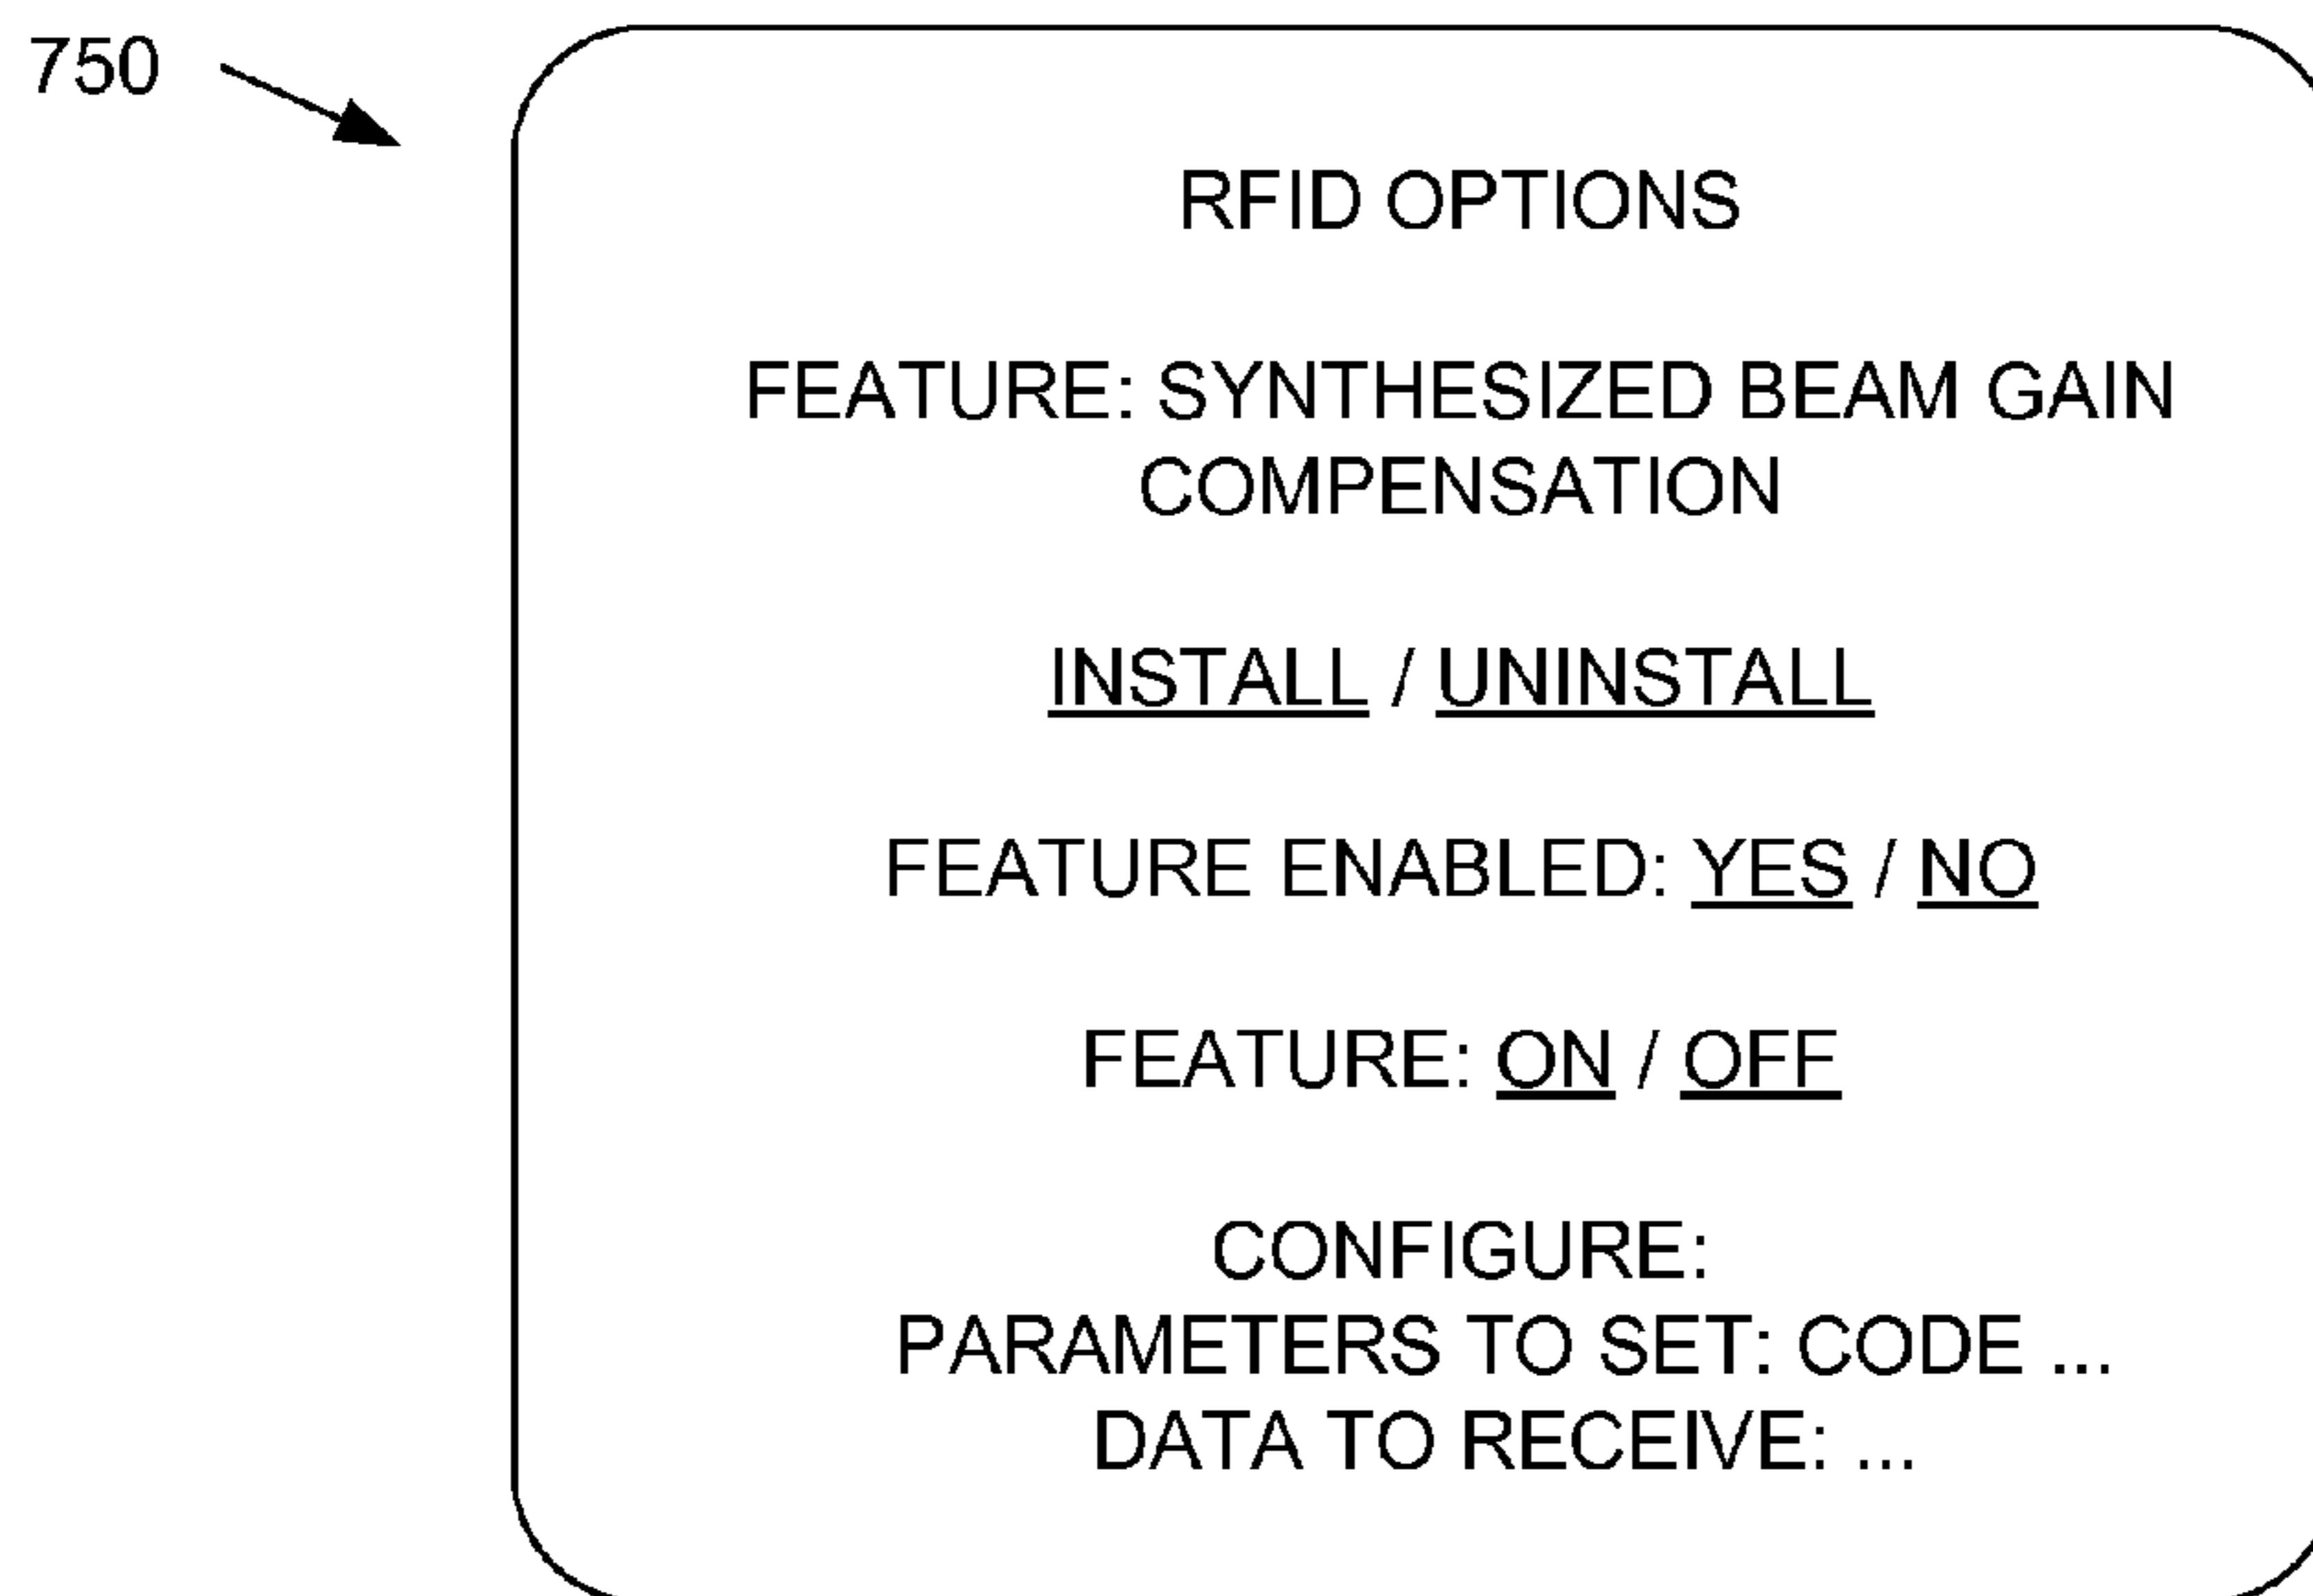 750
RFID OPTIONS
FEATURE: SYNTHESIZED BEAM GAIN
COMPENSATION
INSTALL / UNINSTALL
FEATURE ENABLED: YES / NO
FEATURE: ON / OFF
CONFIGURE:
PARAMETERS TO SET: CODE ...
DATA TO RECEIVE: ...